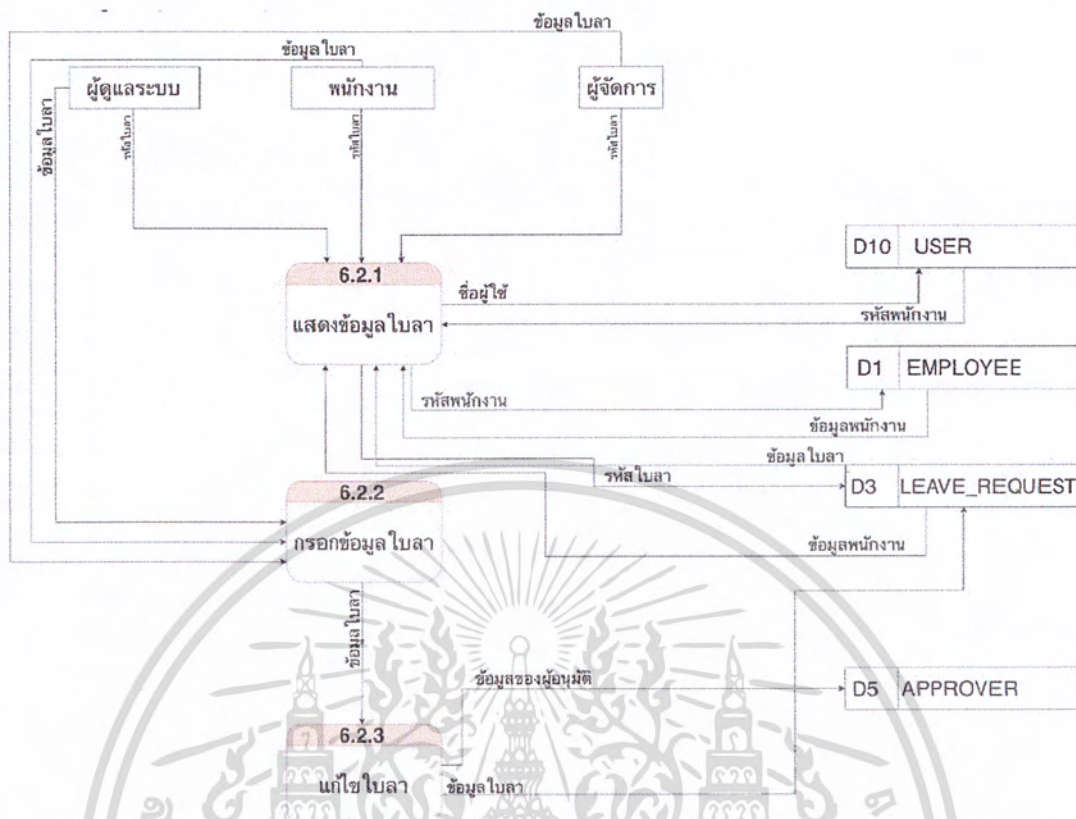 ข้อมูลใบลา
ข้อมูลใบลา
ผู้ดูแลระบบ
พนักงาน
ผู้จัดการ
ข้อมูลใบลา
รหัสใบลา
รหัสใบลา
รหัสใบลา
6.2.1
แสดงข้อมูลใบลา
ชื่อผู้ใช้
D10 USER
รหัสพนักงาน
D1 EMPLOYEE
รหัสพนักงาน
ข้อมูลพนักงาน
ข้อมูลใบลา
รหัสใบลา
D3 LEAVE_REQUEST
6.2.2
กรอกข้อมูลใบลา
ข้อมูลพนักงาน
ข้อมูลใบลา
ข้อมูลของผู้อนุมัติ
D5 APPROVER
6.2.3
แก้ไขใบลา
ข้อมูลใบลา